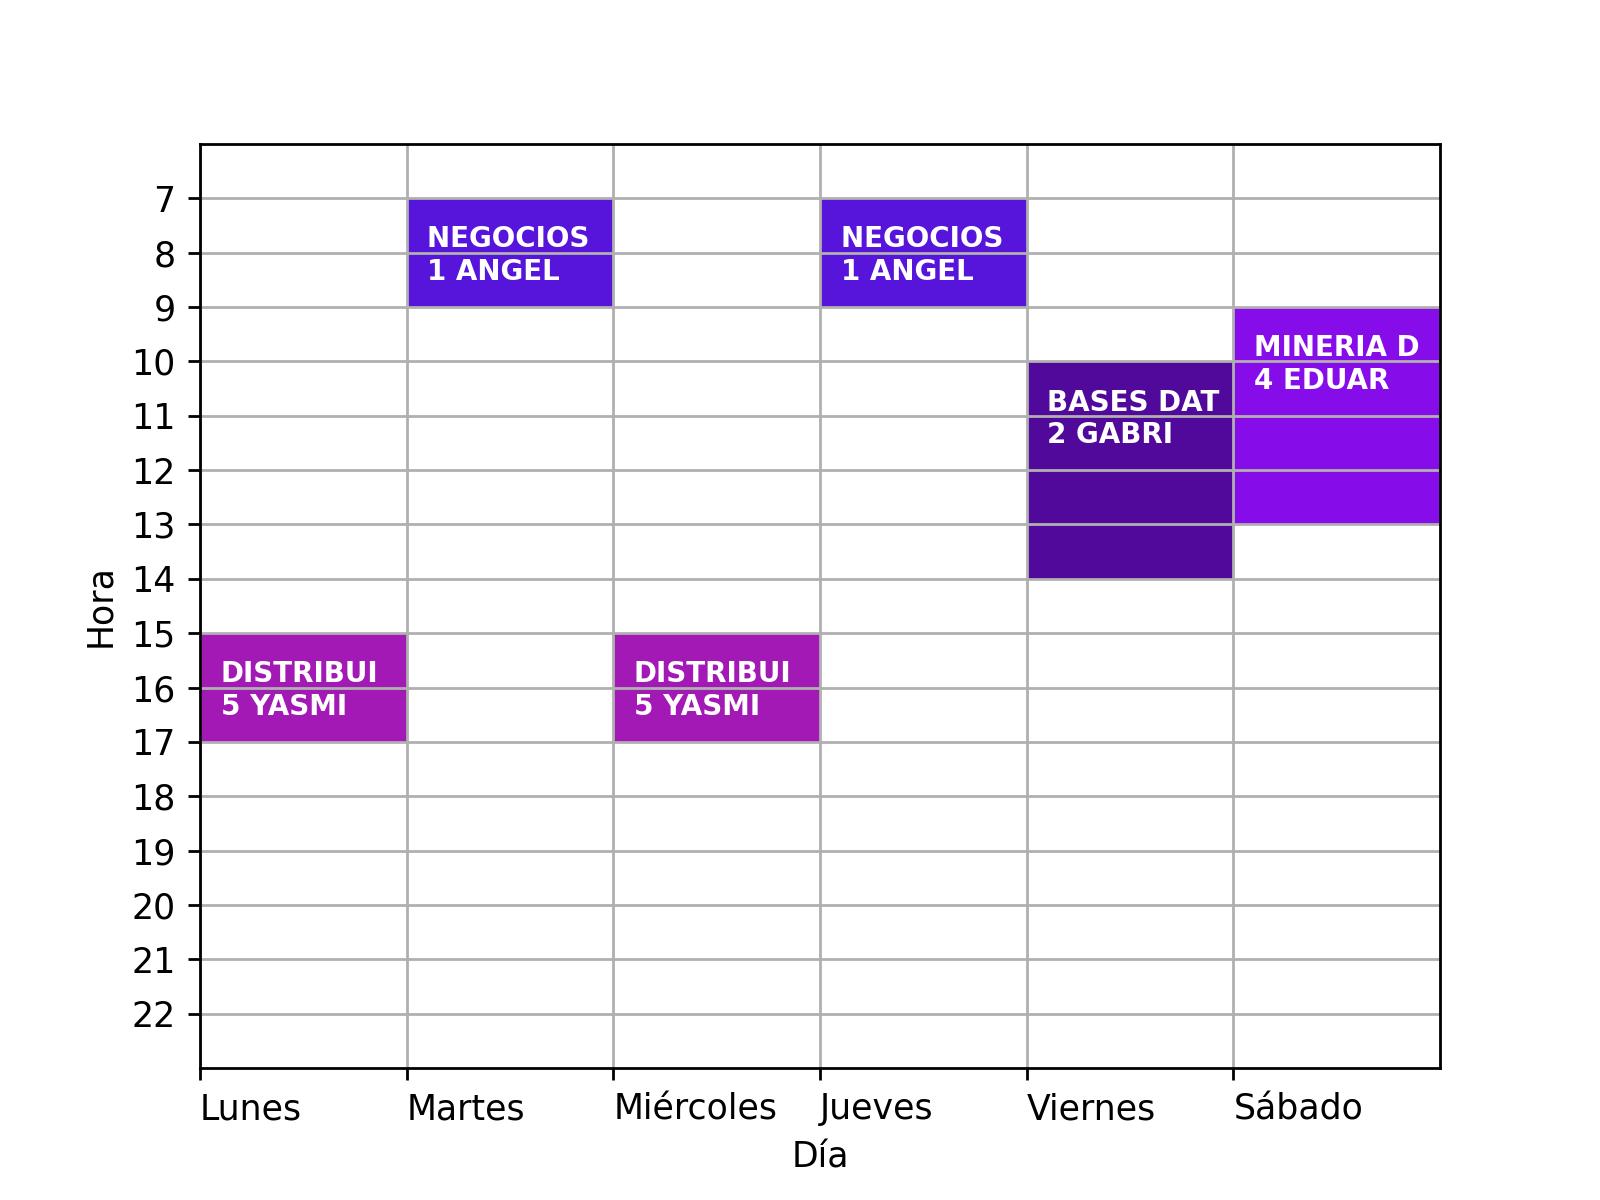 7
8
9
10
11
12
13
14
15
16
17
18
19
20
21
22
Hora
NEGOCIOS
1 ANGEL
NEGOCIOS
1 ANGEL
MINERIA D
4 EDUAR
BASES DAT
2 GABRI
DISTRIBUI
5 YASMI
DISTRIBUI
5 YASMI
Lunes Martes Miércoles Jueves Viernes Sábado
Día